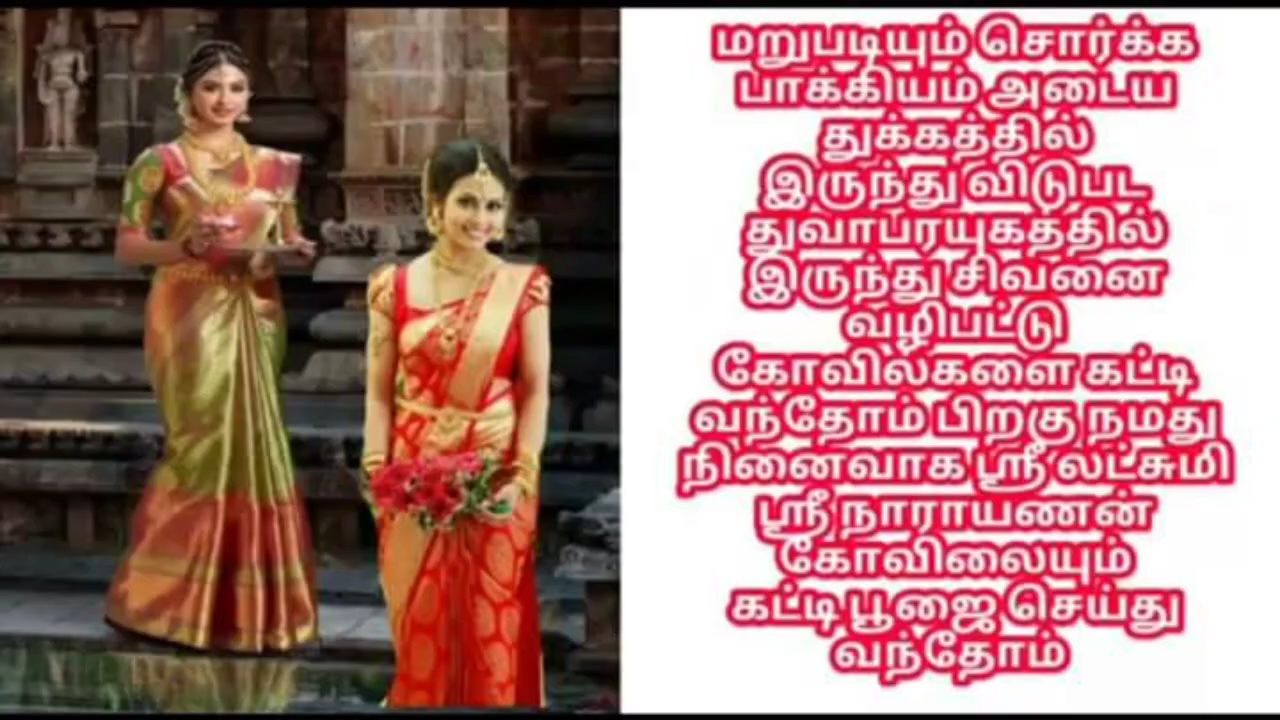 மறுபடியும் சொர்க்க
பாக்கியம் அடைய
துக்கத்தில்
இருந்து விடுபட
துவாபரயுகத்தில்
இருந்து சிவனை
வழிபட்டு
கோவில்களை கட்டி
வந்தோம் பிறகு நமது
நினைவாக ஸ்ரீ லட்சுமி
ஸ்ரீ நாராயணன்
கோவிலையும்
கட்டி பூஜை செய்து
வந்தோம்